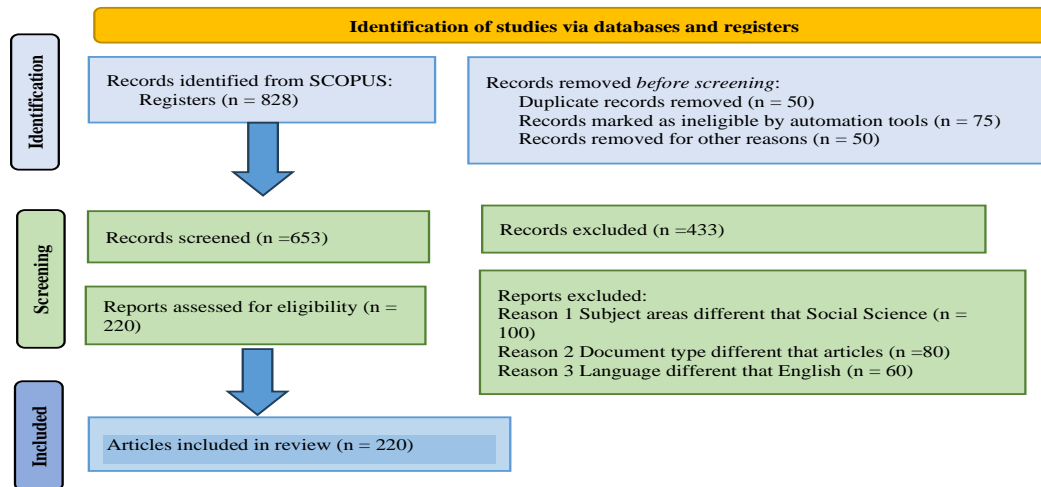 Identification of studies via databases and registers
Identification
Records identified from SCOPUS:
Registers (n = 828)
Records removed before screening:
Duplicate records removed (n = 50)
Records marked as ineligible by automation tools (n = 75)
Records removed for other reasons (n = 50)
Screening
Records screened (n =653)
Records excluded (n =433)
Reports assessed for eligibility (n =
220)
Reports excluded:
Reason 1 Subject areas different that Social Science (n =
100)
Reason 2 Document type different that articles (n =80)
Reason 3 Language different that English (n = 60)
Included
Articles included in review (n = 220)